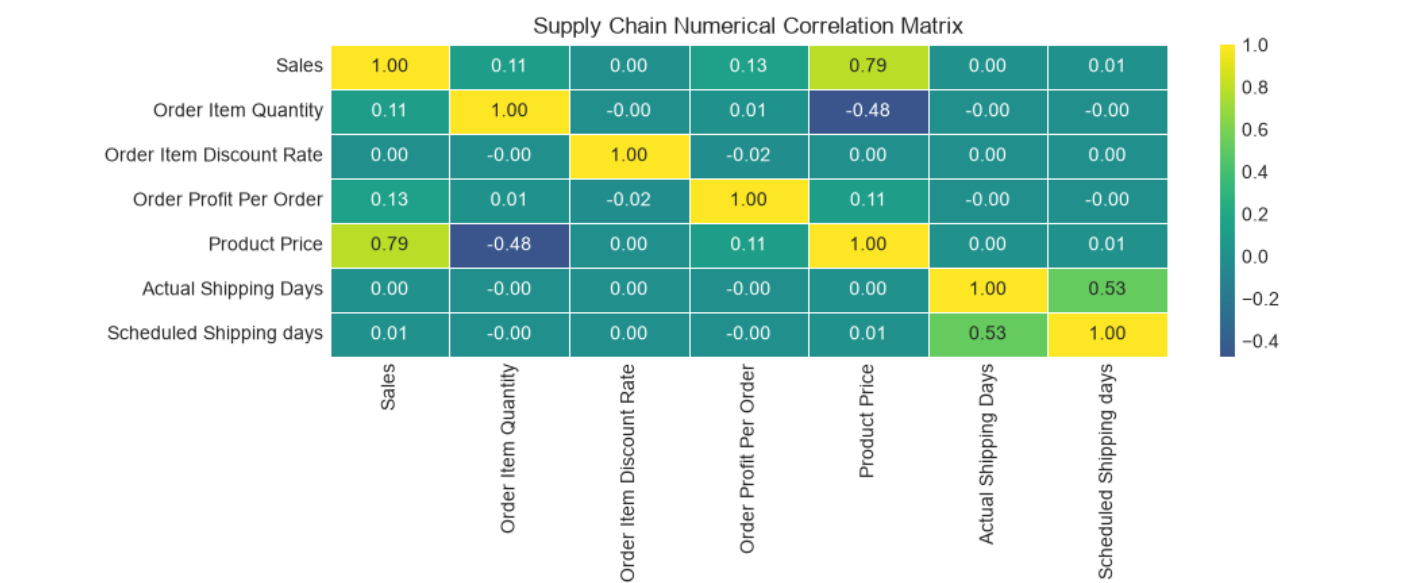 Supply Chain Numerical Correlation Matrix
Sales 1.00 0.11 0.00 0.13 0.79 0.00 0.01
Order Item Quantity 0.11 1.00 -0.00 0.01 -0.48 -0.00 -0.00
Order Item Discount Rate 0.00 -0.00 1.00 -0.02 0.00 0.00 0.00
Order Profit Per Order 0.13 0.01 -0.02 1.00 0.11 -0.00 -0.00
Product Price 0.79 -0.48 0.00 0.11 1.00 0.00 0.01
Actual Shipping Days 0.00 -0.00 0.00 -0.00 0.00 1.00 0.53
Scheduled Shipping days 0.01 -0.00 0.00 -0.00 0.01 0.53 1.00
Sales
Order Item Quantity
Order Item Discount Rate
Order Profit Per Order
Product Price
Actual Shipping Days
Scheduled Shipping days
1.0
0.8
0.6
0.4
0.2
0.0
−0.2
−0.4